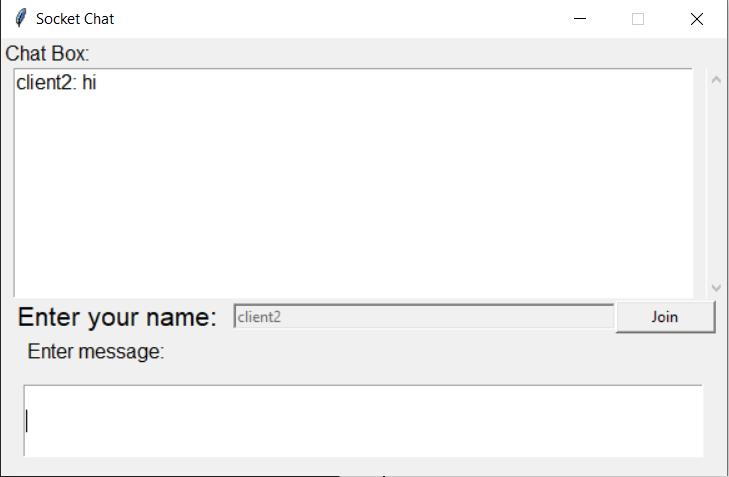 Socket Chat
Chat Box:
client2: hi
Enter your name: client2 Join
Enter message: